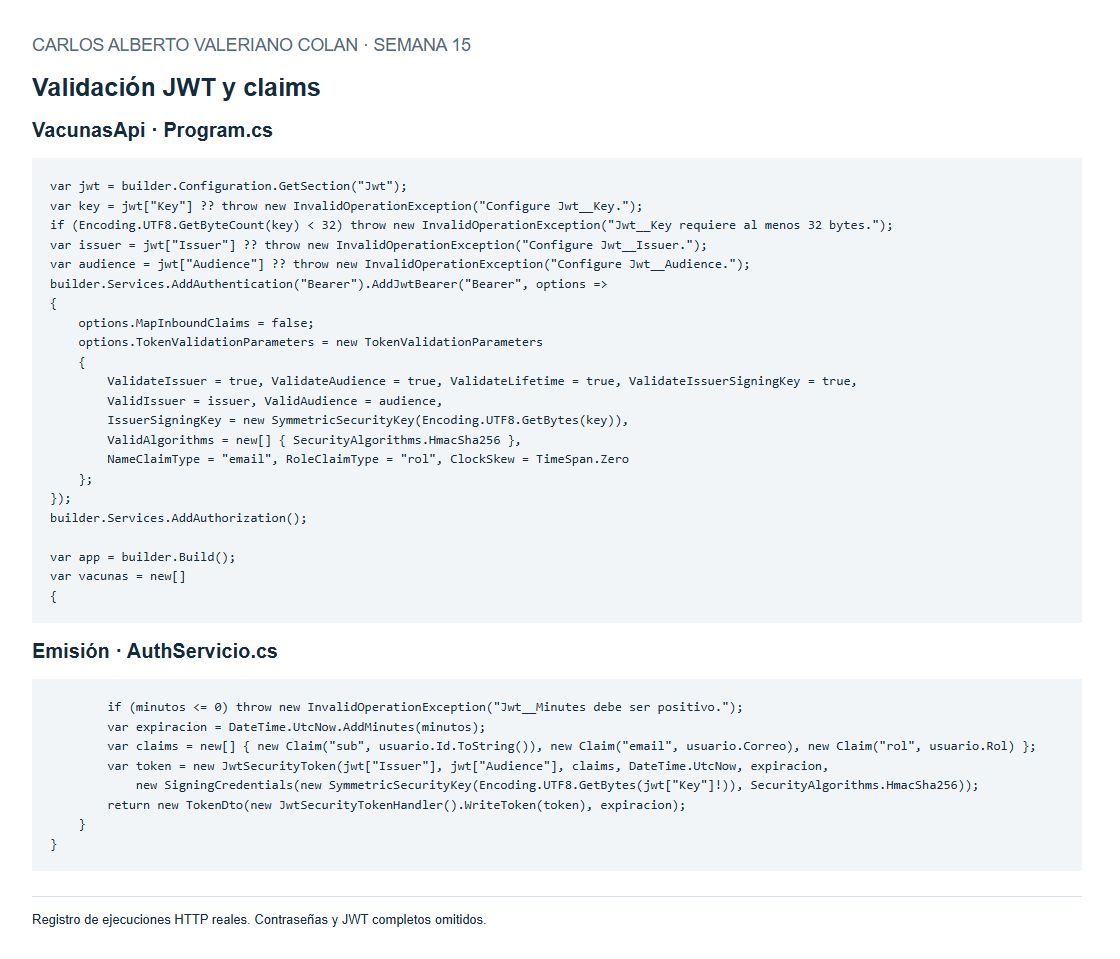 CARLOS ALBERTO VALERIANO COLAN · SEMANA 15
Validación JWT y claims
VacunasApi · Program.cs
var jwt = builder.Configuration.GetSection("Jwt");
var key = jwt["Key"] ?? throw new InvalidOperationException("Configure Jwt__Key.");
if (Encoding.UTF8.GetByteCount(key) < 32) throw new InvalidOperationException("Jwt__Key requiere al menos 32 bytes.");
var issuer = jwt["Issuer"] ?? throw new InvalidOperationException("Configure Jwt__Issuer.");
var audience = jwt["Audience"] ?? throw new InvalidOperationException("Configure Jwt__Audience.");
builder.Services.AddAuthentication("Bearer").AddJwtBearer("Bearer", options =>
{
    options.MapInboundClaims = false;
    options.TokenValidationParameters = new TokenValidationParameters
    {
        ValidateIssuer = true, ValidateAudience = true, ValidateLifetime = true, ValidateIssuerSigningKey = true,
        ValidIssuer = issuer, ValidAudience = audience,
        IssuerSigningKey = new SymmetricSecurityKey(Encoding.UTF8.GetBytes(key)),
        ValidAlgorithms = new[] { SecurityAlgorithms.HmacSha256 },
        NameClaimType = "email", RoleClaimType = "rol", ClockSkew = TimeSpan.Zero
    };
});
builder.Services.AddAuthorization();

var app = builder.Build();
var vacunas = new[]
{
Emisión · AuthServicio.cs
        if (minutos <= 0) throw new InvalidOperationException("Jwt__Minutes debe ser positivo.");
        var expiracion = DateTime.UtcNow.AddMinutes(minutos);
        var claims = new[] { new Claim("sub", usuario.Id.ToString()), new Claim("email", usuario.Correo), new Claim("rol", usuario.Rol) };
        var token = new JwtSecurityToken(jwt["Issuer"], jwt["Audience"], claims, DateTime.UtcNow, expiracion,
            new SigningCredentials(new SymmetricSecurityKey(Encoding.UTF8.GetBytes(jwt["Key"]!)), SecurityAlgorithms.HmacSha256));
        return new TokenDto(new JwtSecurityTokenHandler().WriteToken(token), expiracion);
    }
}
Registro de ejecuciones HTTP reales. Contraseñas y JWT completos omitidos.